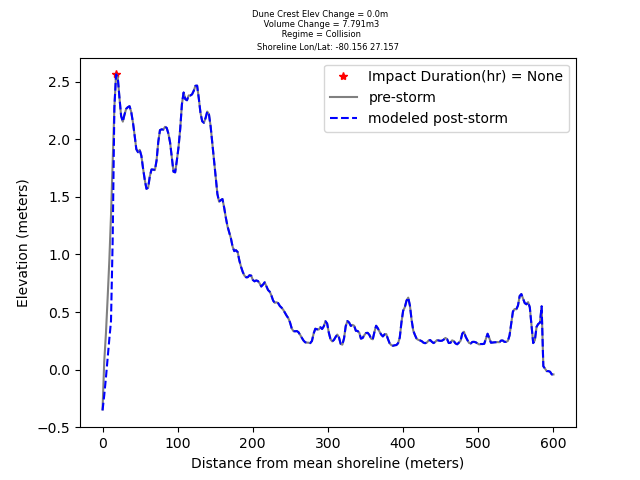 Dune Crest Elev Change = 0.0m
Volume Change = 7.791m3
Regime = Collision
Shoreline Lon/Lat: -80.156 27.157
Impact Duration(hr) = None
pre-storm
modeled post-storm
Elevation (meters)
2.5
2.0
1.5
1.0
0.5
0.0
−0.5
0 100 200 300 400 500 600
Distance from mean shoreline (meters)